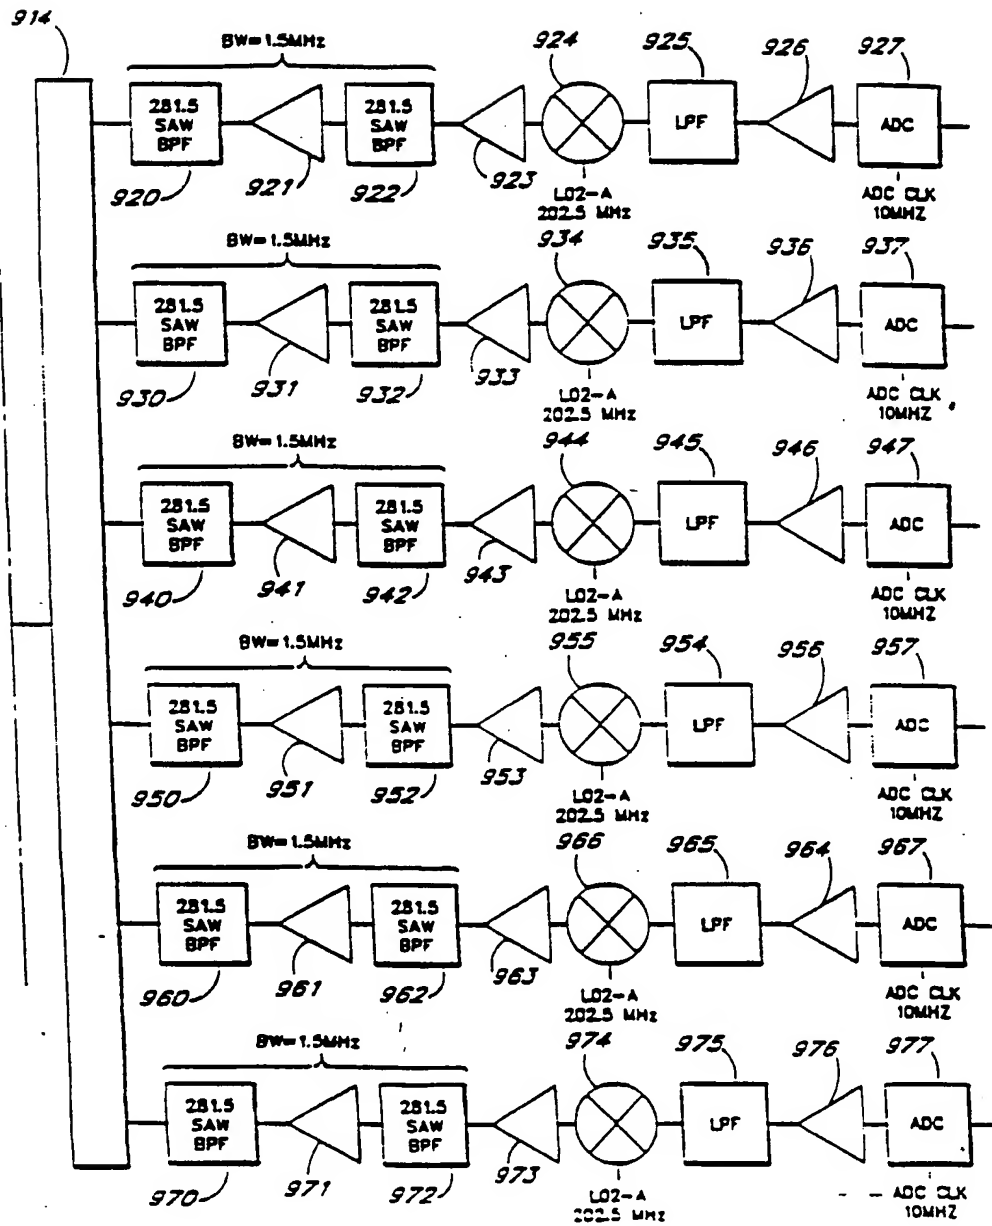 914
BW=1.5MHz
924 925 926 927
281.5 SAW BPF
281.5 SAW BPF
LPF
ADC
920 921 922 923
LO2-A
202.5 MHz
ADC CLK
10MHZ
BW=1.5MHz
934 935 936 937
281.5 SAW BPF
281.5 SAW BPF
LPF
ADC
930 931 932 933
LO2-A
202.5 MHz
ADC CLK
10MHZ
BW=1.5MHz
944 945 946 947
281.5 SAW BPF
281.5 SAW BPF
LPF
ADC
940 941 942 943
LO2-A
202.5 MHz
ADC CLK
10MHZ
BW=1.5MHz
955 954 956 957
281.5 SAW BPF
281.5 SAW BPF
LPF
ADC
950 951 952 953
LO2-A
202.5 MHz
ADC CLK
10MHZ
BW=1.5MHz
966 965 964 967
281.5 SAW BPF
281.5 SAW BPF
LPF
ADC
960 961 962 963
LO2-A
202.5 MHz
ADC CLK
10MHZ
BW=1.5MHz
974 975 976 977
281.5 SAW BPF
281.5 SAW BPF
LPF
ADC
970 971 972 973
LO2-A
202.5 MHz
ADC CLK
10MHZ